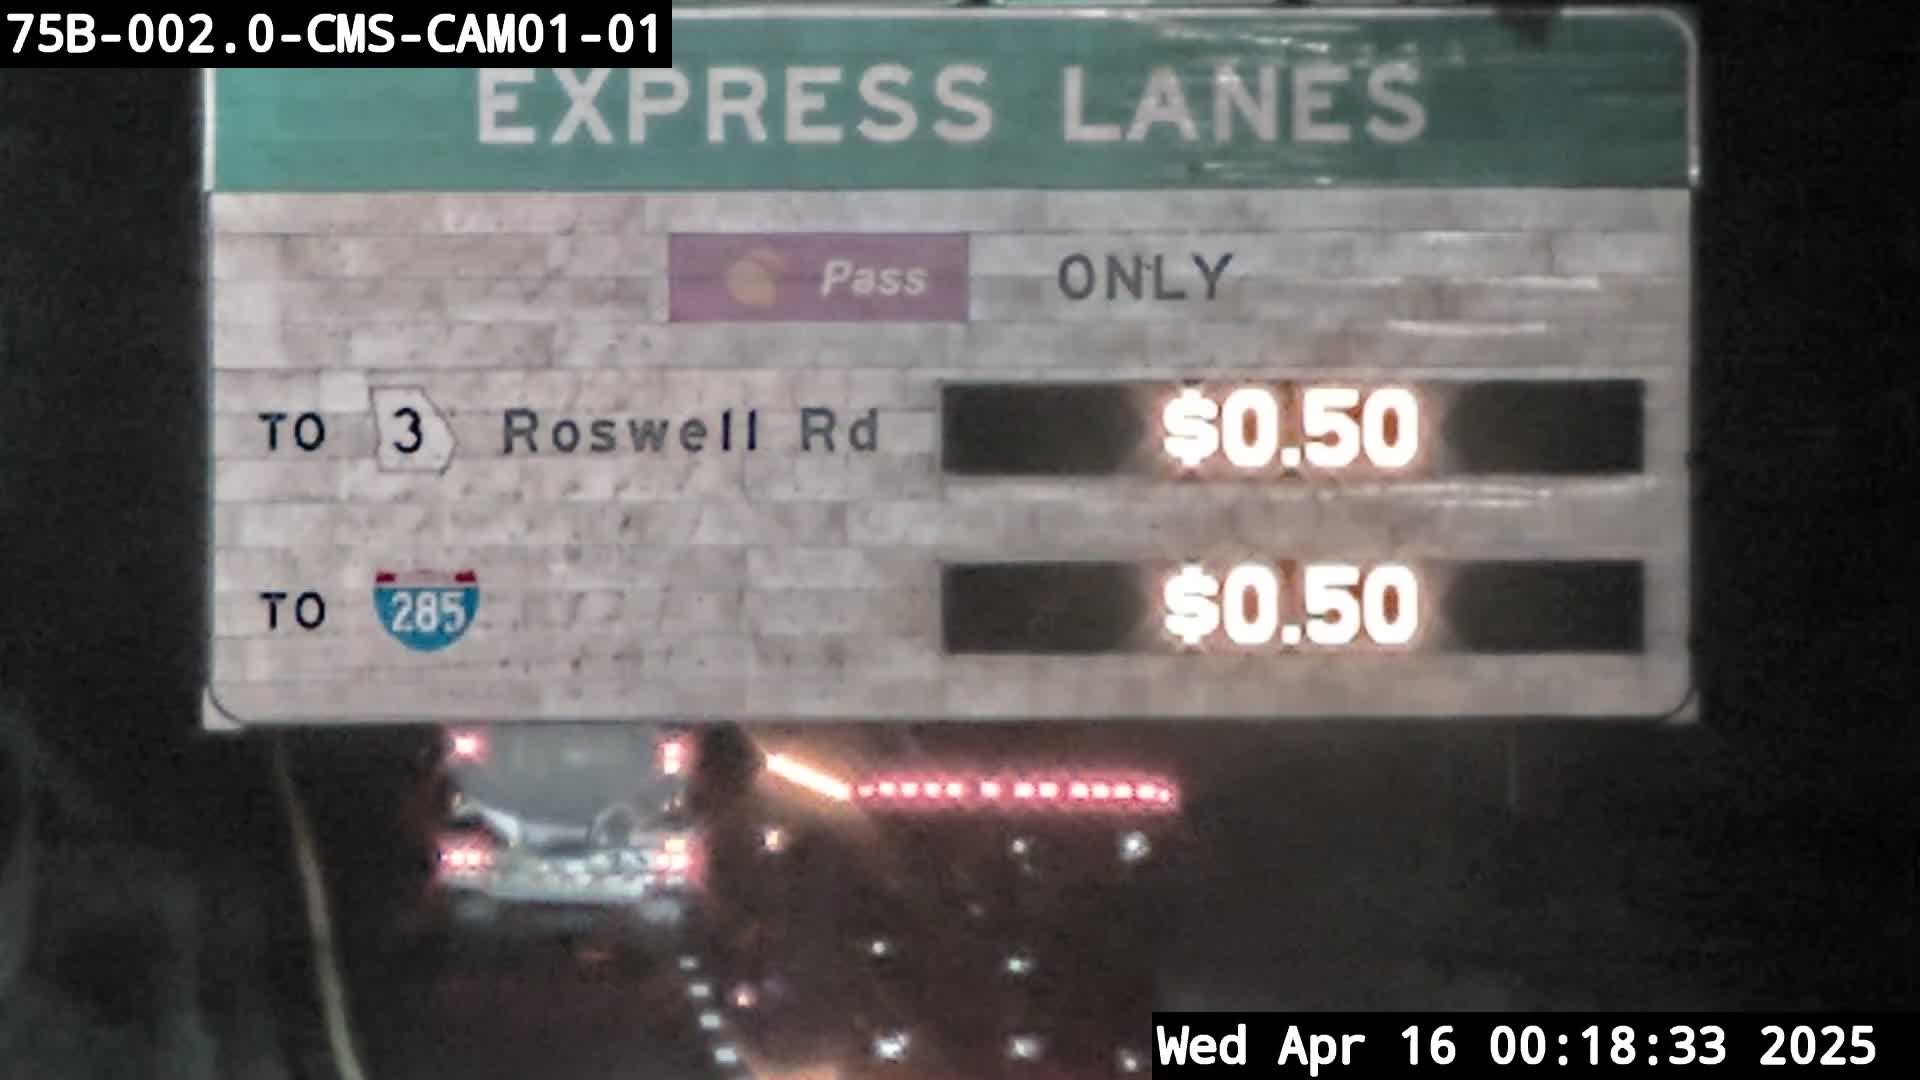 75B-002.0-CMS-CAM01-01
EXPRESS LANES
Pass ONLY
TO 3 Roswell Rd $0.50
TO 285 $0.50
Wed Apr 16 00:18:33 2025